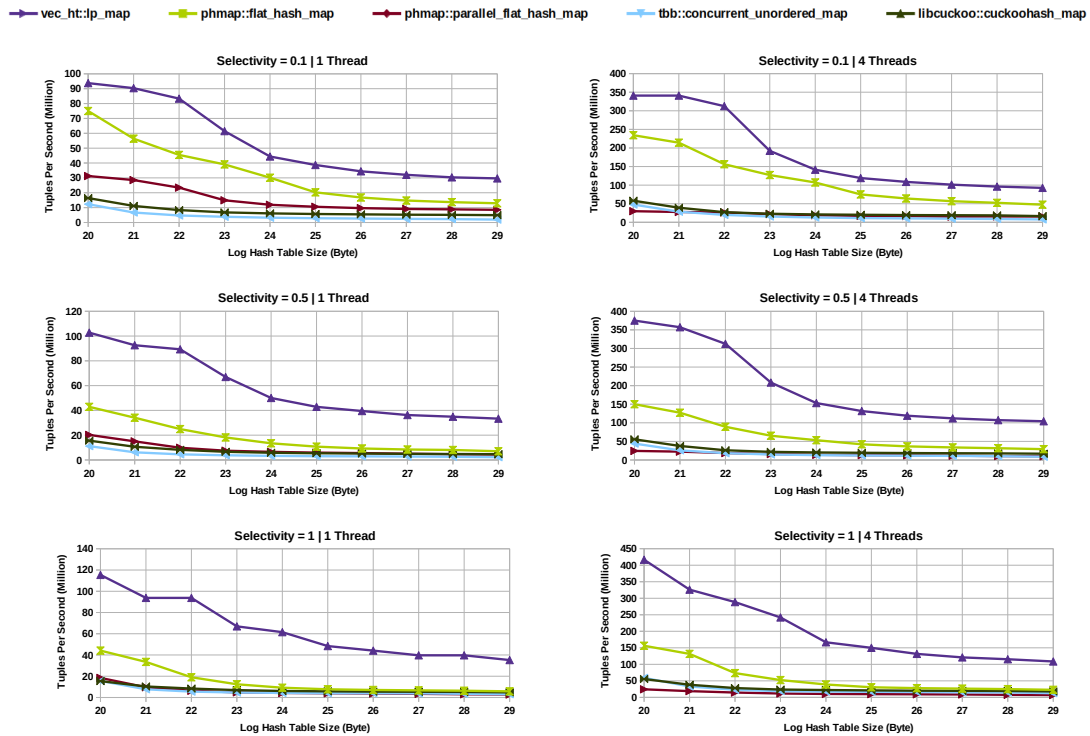 vec_ht::lp_map phmap::flat_hash_map phmap::parallel_flat_hash_map tbb::concurrent_unordered_map libcuckoo::cuckoohash_map
Selectivity = 0.1 | 1 Thread
Tuples Per Second (Million)
100
90
80
70
60
50
40
30
20
10
0
20 21 22 23 24 25 26 27 28 29
Log Hash Table Size (Byte)
Selectivity = 0.1 | 4 Threads
Tuples Per Second (Million)
400
350
300
250
200
150
100
50
0
20 21 22 23 24 25 26 27 28 29
Log Hash Table Size (Byte)
Selectivity = 0.5 | 1 Thread
Tuples Per Second (Million)
120
100
80
60
40
20
0
20 21 22 23 24 25 26 27 28 29
Log Hash Table Size (Byte)
Selectivity = 0.5 | 4 Threads
Tuples Per Second (Million)
400
350
300
250
200
150
100
50
0
20 21 22 23 24 25 26 27 28 29
Log Hash Table Size (Byte)
Selectivity = 1 | 1 Thread
Tuples Per Second (Million)
140
120
100
80
60
40
20
0
20 21 22 23 24 25 26 27 28 29
Log Hash Table Size (Byte)
Selectivity = 1 | 4 Threads
Tuples Per Second (Million)
450
400
350
300
250
200
150
100
50
0
20 21 22 23 24 25 26 27 28 29
Log Hash Table Size (Byte)